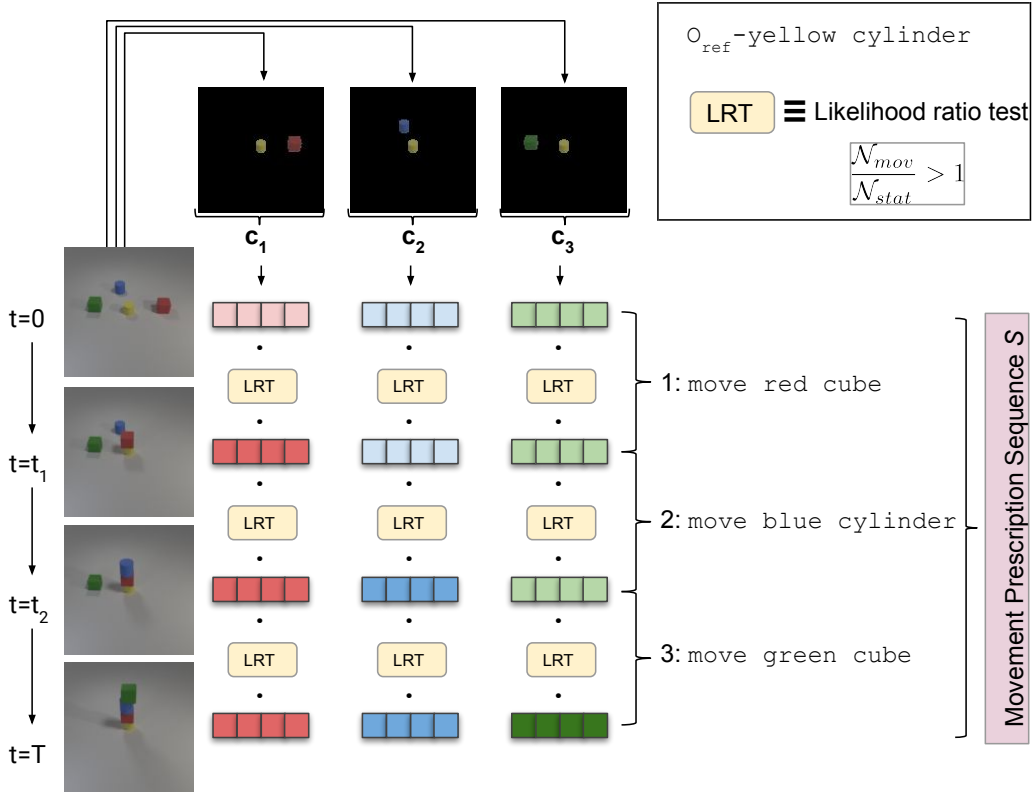 O_ref-yellow cylinder
LRT ≡ Likelihood ratio test
N_mov
N_stat > 1
c_1 c_2 c_3
t=0
LRT LRT LRT
1: move red cube
t=t_1
LRT LRT LRT
2: move blue cylinder
t=t_2
LRT LRT LRT
3: move green cube
t=T
Movement Prescription Sequence S